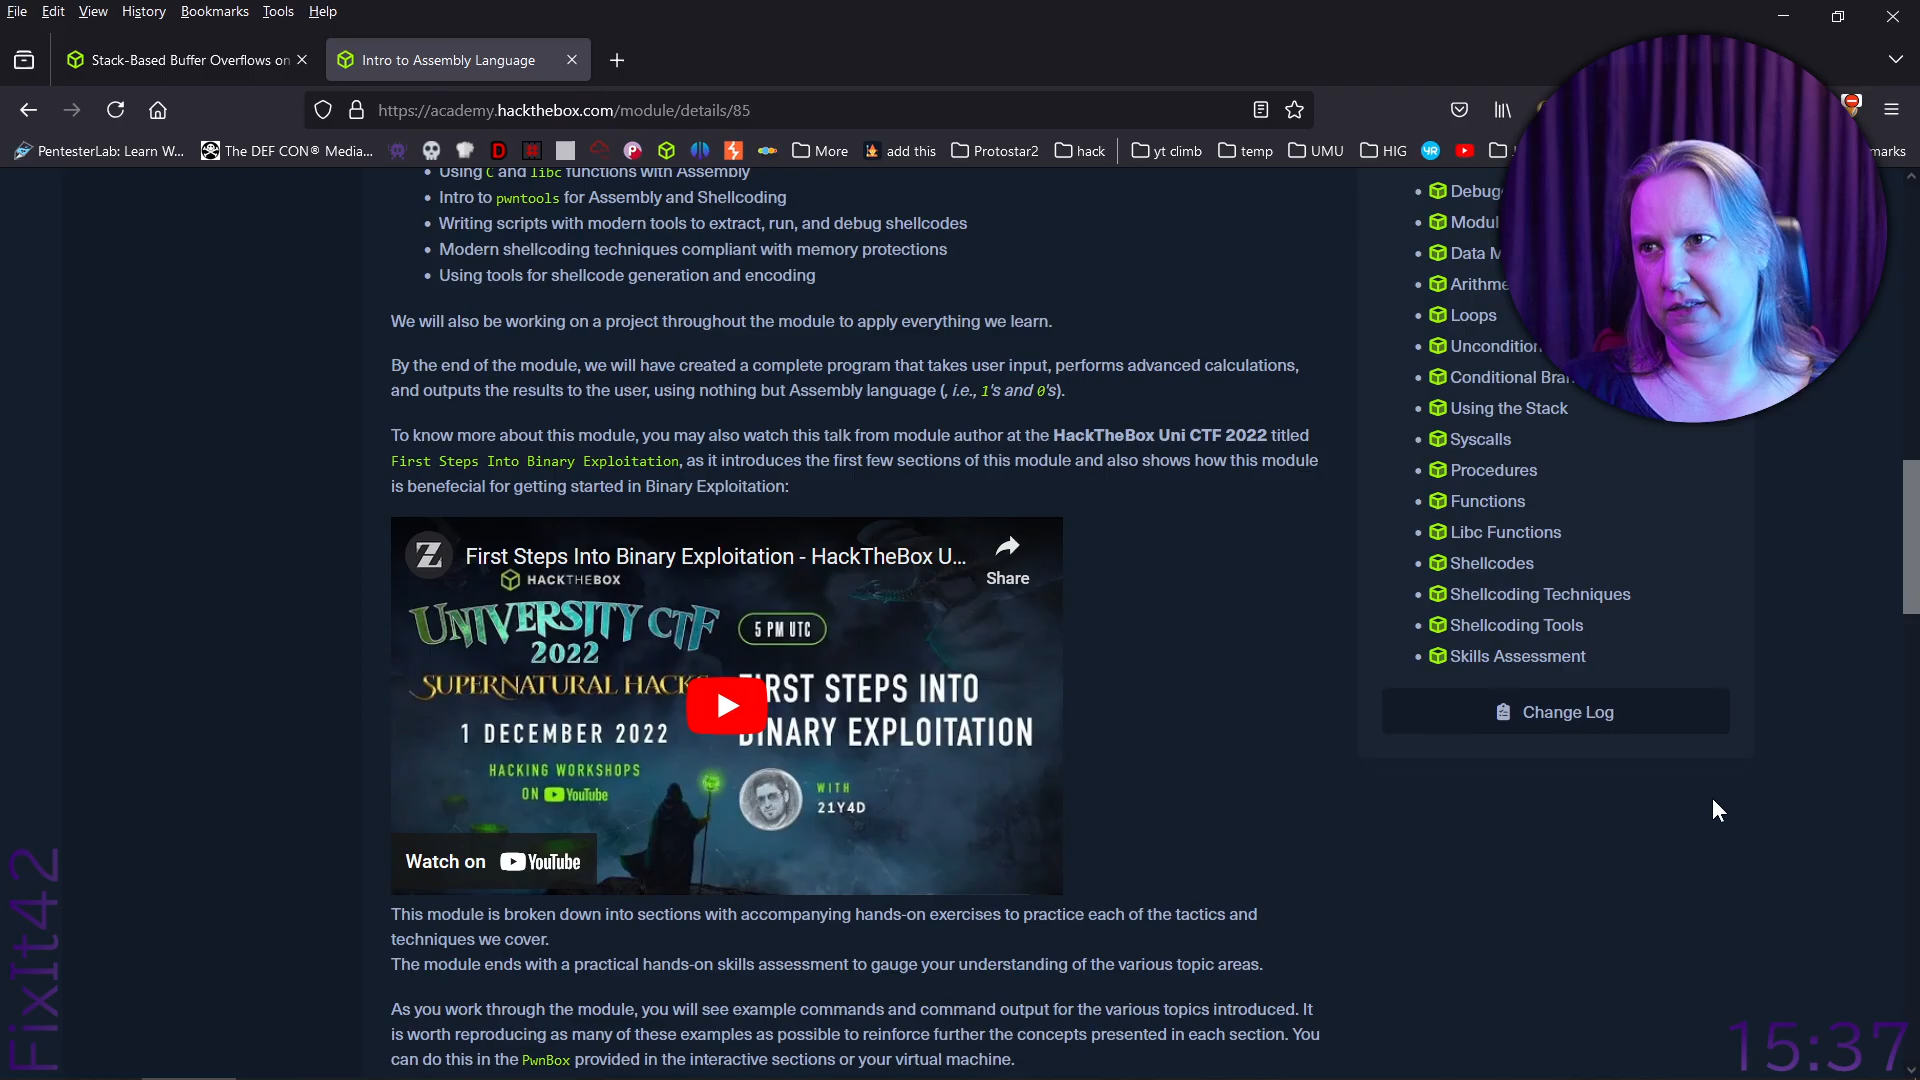 File Edit View History Bookmarks Tools Help
Stack-Based Buffer Overflows on
Intro to Assembly Language
https://academy.hackthebox.com/module/details/85
PentesterLab: Learn W... The DEF CON® Media... More add this Protostar2 hack yt climb temp UMU HIG marks
Using C and libc functions with Assembly
Intro to pwntools for Assembly and Shellcoding
Writing scripts with modern tools to extract, run, and debug shellcodes
Modern shellcoding techniques compliant with memory protections
Using tools for shellcode generation and encoding
We will also be working on a project throughout the module to apply everything we learn.
By the end of the module, we will have created a complete program that takes user input, performs advanced calculations,
and outputs the results to the user, using nothing but Assembly language (, i.e., 1's and 0's).
To know more about this module, you may also watch this talk from module author at the HackTheBox Uni CTF 2022 titled
First Steps Into Binary Exploitation, as it introduces the first few sections of this module and also shows how this module
is benefecial for getting started in Binary Exploitation:
First Steps Into Binary Exploitation - HackTheBox U...
Share
HACKTHEBOX
UNIVERSITY CTF
2022
SUPERNATURAL HACKS
1 DECEMBER 2022
HACKING WORKSHOPS
ON YouTube
5 PM UTC
FIRST STEPS INTO
BINARY EXPLOITATION
WITH
21Y4D
Watch on YouTube
This module is broken down into sections with accompanying hands-on exercises to practice each of the tactics and
techniques we cover.
The module ends with a practical hands-on skills assessment to gauge your understanding of the various topic areas.
As you work through the module, you will see example commands and command output for the various topics introduced. It
is worth reproducing as many of these examples as possible to reinforce further the concepts presented in each section. You
can do this in the PwnBox provided in the interactive sections or your virtual machine.
Debug
Modul
Data M
Arithme
Loops
Uncondition
Conditional Bran
Using the Stack
Syscalls
Procedures
Functions
Libc Functions
Shellcodes
Shellcoding Techniques
Shellcoding Tools
Skills Assessment
Change Log
FixIt42
15:37